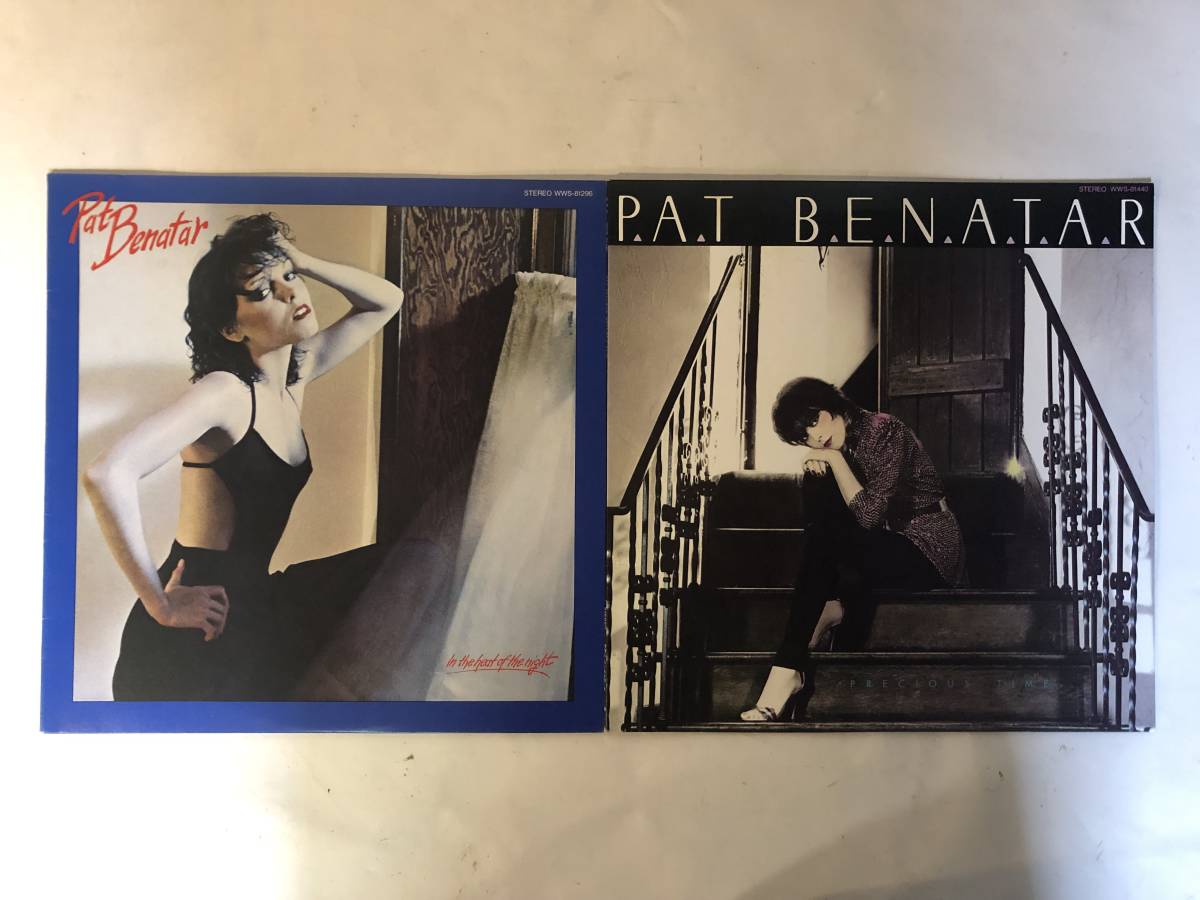 STEREO WWS-81296
Pat
Benatar
In the heat of the night
STEREO WWS-81440
P.A.T B.E.N.A.T.A.R
PRECIOUS TIME